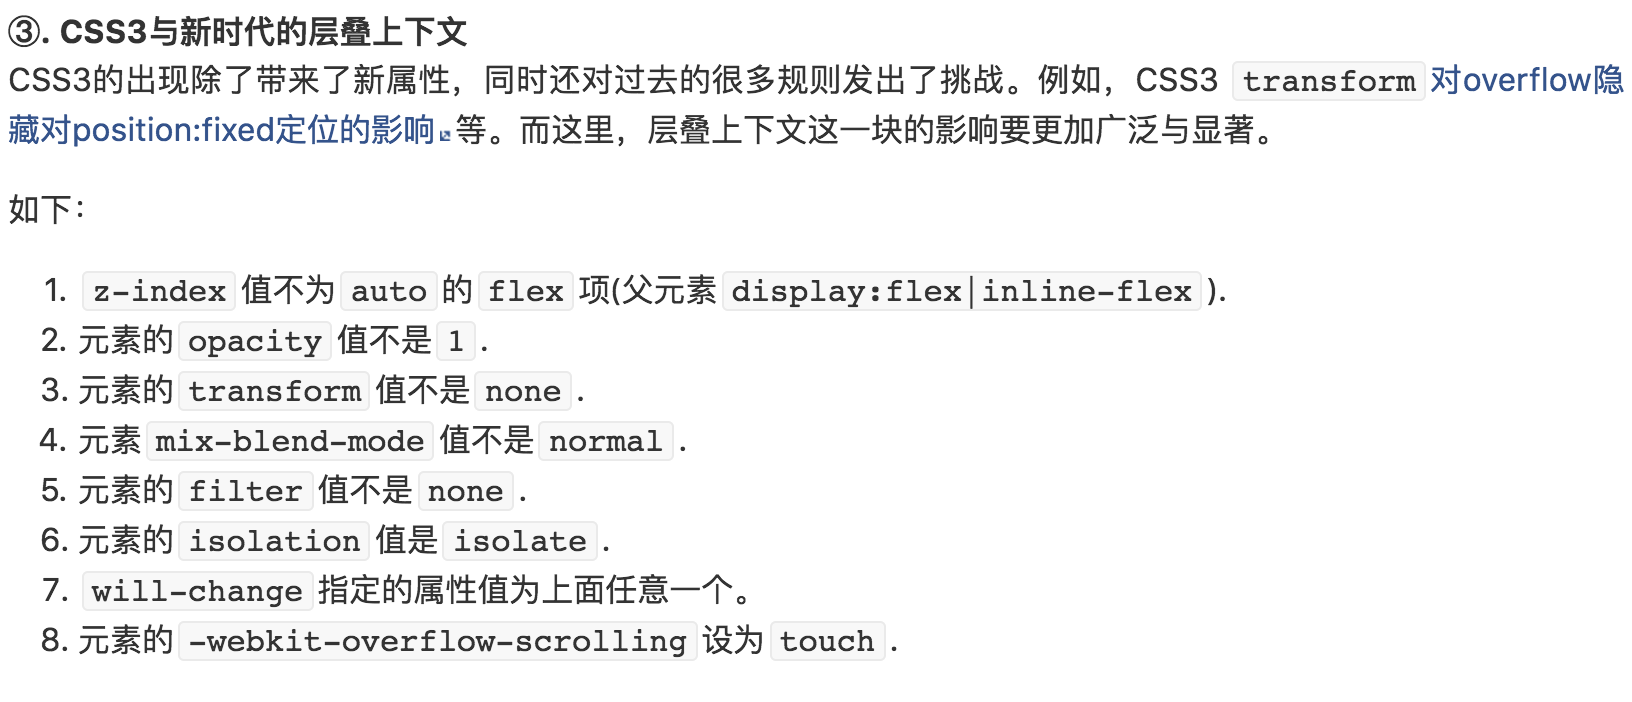 ③. CSS3与新时代的层叠上下文
CSS3的出现除了带来了新属性，同时还对过去的很多规则发出了挑战。例如，CSS3 transform 对overflow隐
藏对position:fixed定位的影响等。而这里，层叠上下文这一块的影响要更加广泛与显著。
如下：
1. z-index 值不为 auto 的 flex 项(父元素 display:flex|inline-flex ).
2. 元素的 opacity 值不是 1 .
3. 元素的 transform 值不是 none .
4. 元素 mix-blend-mode 值不是 normal .
5. 元素的 filter 值不是 none .
6. 元素的 isolation 值是 isolate .
7. will-change 指定的属性值为上面任意一个。
8. 元素的 -webkit-overflow-scrolling 设为 touch .